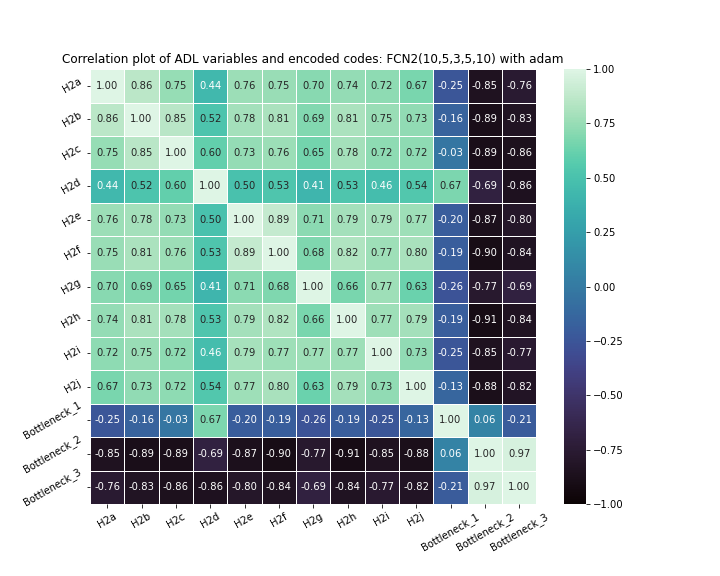 Correlation plot of ADL variables and encoded codes: FCN2(10,5,3,5,10) with adam
H2a 1.00 0.86 0.75 0.44 0.76 0.75 0.70 0.74 0.72 0.67 -0.25 -0.85 -0.76
H2b 0.86 1.00 0.85 0.52 0.78 0.81 0.69 0.81 0.75 0.73 -0.16 -0.89 -0.83
H2c 0.75 0.85 1.00 0.60 0.73 0.76 0.65 0.78 0.72 0.72 -0.03 -0.89 -0.86
H2d 0.44 0.52 0.60 1.00 0.50 0.53 0.41 0.53 0.46 0.54 0.67 -0.69 -0.86
H2e 0.76 0.78 0.73 0.50 1.00 0.89 0.71 0.79 0.79 0.77 -0.20 -0.87 -0.80
H2f 0.75 0.81 0.76 0.53 0.89 1.00 0.68 0.82 0.77 0.80 -0.19 -0.90 -0.84
H2g 0.70 0.69 0.65 0.41 0.71 0.68 1.00 0.66 0.77 0.63 -0.26 -0.77 -0.69
H2h 0.74 0.81 0.78 0.53 0.79 0.82 0.66 1.00 0.77 0.79 -0.19 -0.91 -0.84
H2i 0.72 0.75 0.72 0.46 0.79 0.77 0.77 0.77 1.00 0.73 -0.25 -0.85 -0.77
H2j 0.67 0.73 0.72 0.54 0.77 0.80 0.63 0.79 0.73 1.00 -0.13 -0.88 -0.82
Bottleneck_1 -0.25 -0.16 -0.03 0.67 -0.20 -0.19 -0.26 -0.19 -0.25 -0.13 1.00 0.06 -0.21
Bottleneck_2 -0.85 -0.89 -0.89 -0.69 -0.87 -0.90 -0.77 -0.91 -0.85 -0.88 0.06 1.00 0.97
Bottleneck_3 -0.76 -0.83 -0.86 -0.86 -0.80 -0.84 -0.69 -0.84 -0.77 -0.82 -0.21 0.97 1.00
H2a H2b H2c H2d H2e H2f H2g H2h H2i H2j Bottleneck_1 Bottleneck_2 Bottleneck_3
1.00
0.75
0.50
0.25
0.00
−0.25
−0.50
−0.75
−1.00